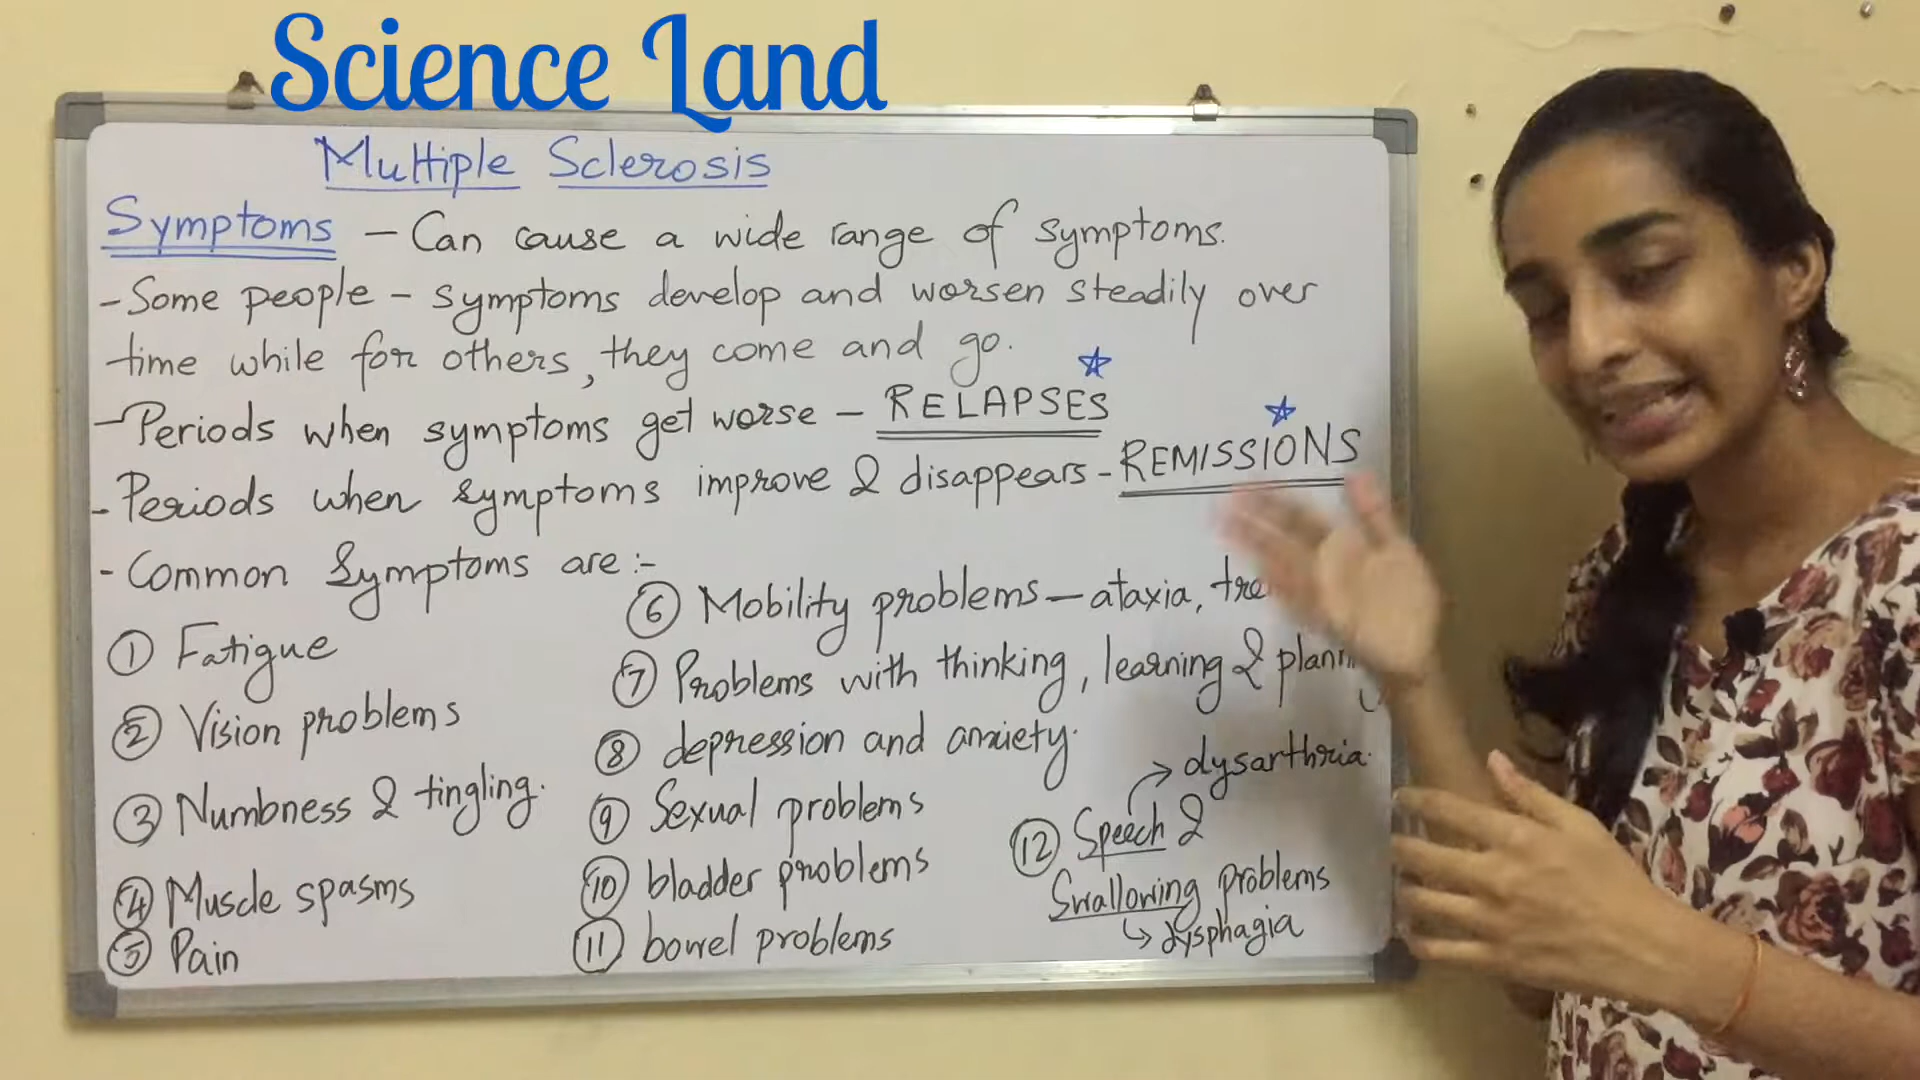 Science Land
Multiple Sclerosis
Symptoms – Can cause a wide range of symptoms.
- Some people – symptoms develop and worsen steadily over
time while for others, they come and go.
- Periods when symptoms get worse – RELAPSES
- Periods when symptoms improve & disappears - REMISSIONS
- Common Symptoms are :-
① Fatigue
② Vision problems
③ Numbness & tingling.
④ Muscle spasms
⑤ Pain
⑥ Mobility problems – ataxia,
⑦ Problems with thinking, learning &
⑧ depression and anxiety.
⑨ Sexual problems
⑩ bladder problems
⑪ bowel problems
⑫ Speech &
→ dysarthria.
Swallowing problems
↳ dysphagia